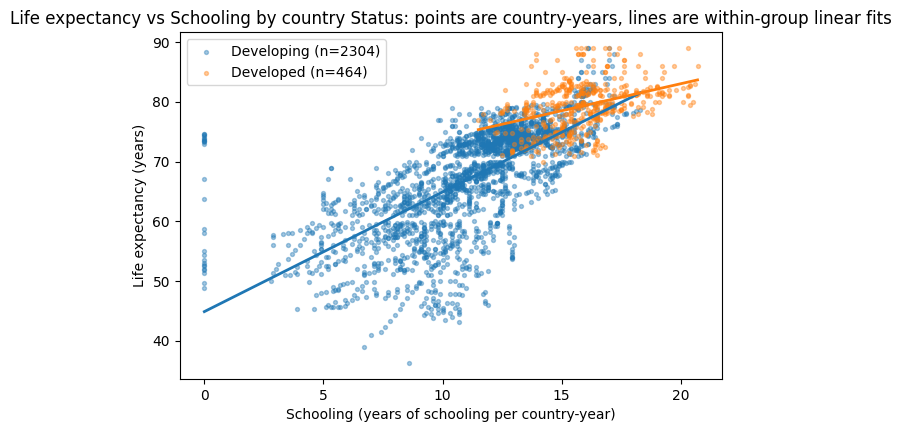 Life expectancy vs Schooling by country Status: points are country-years, lines are within-group linear fits
Developing (n=2304)
Developed (n=464)
90
80
70
60
50
40
Life expectancy (years)
0 5 10 15 20
Schooling (years of schooling per country-year)